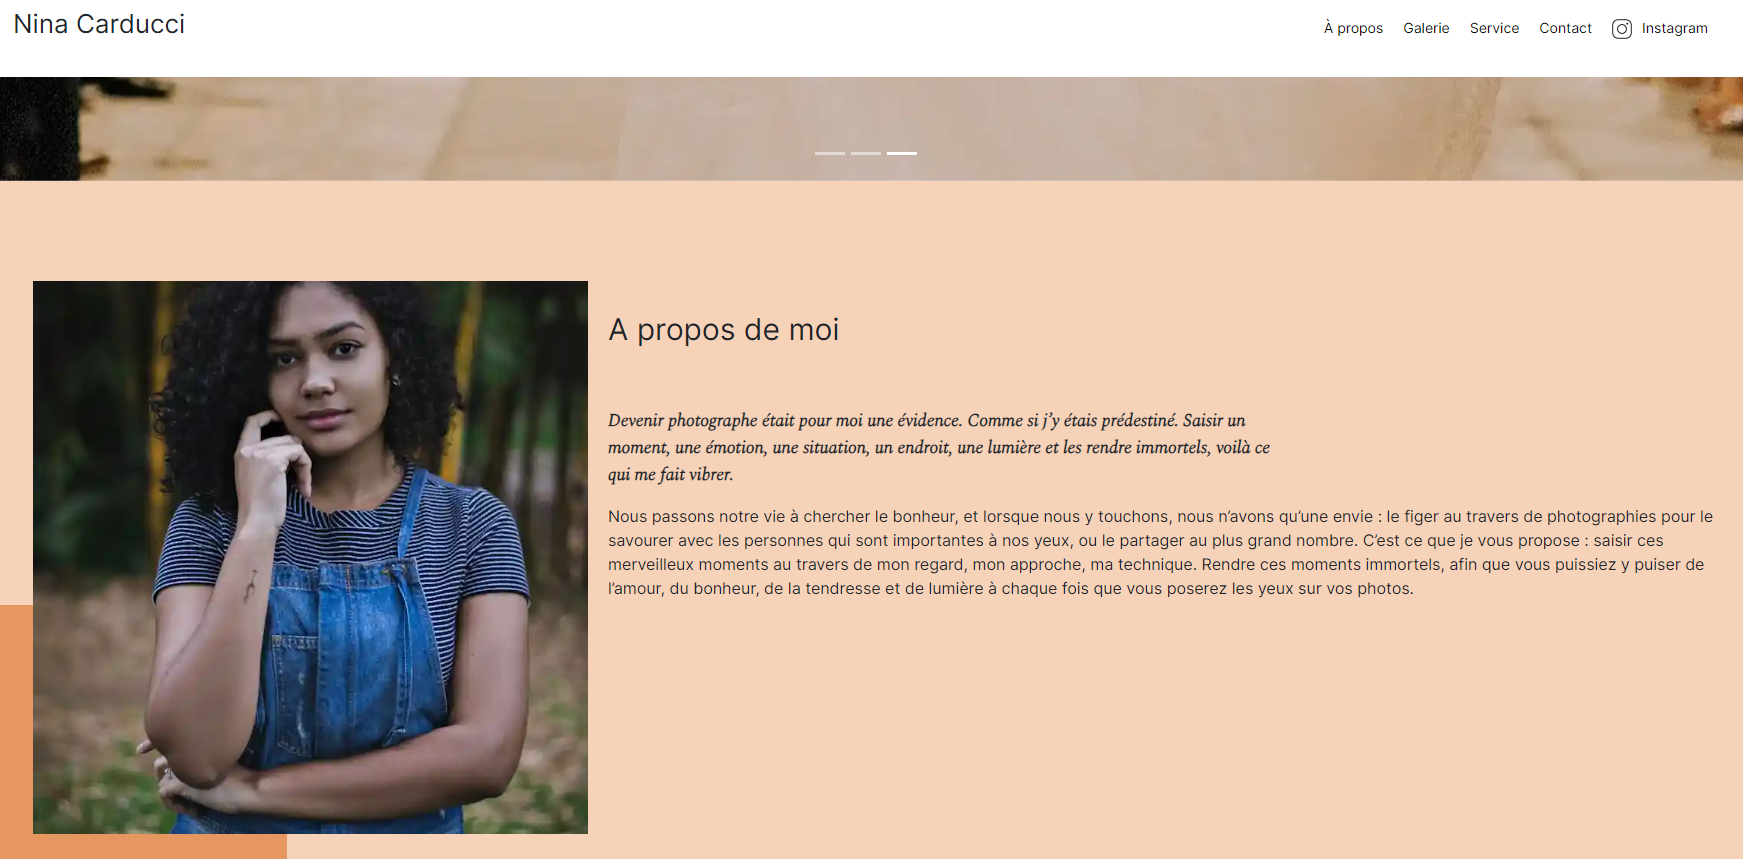 Nina Carducci
À propos Galerie Service Contact Instagram
A propos de moi
Devenir photographe était pour moi une évidence. Comme si j’y étais prédestiné. Saisir un
moment, une émotion, une situation, un endroit, une lumière et les rendre immortels, voilà ce
qui me fait vibrer.
Nous passons notre vie à chercher le bonheur, et lorsque nous y touchons, nous n’avons qu’une envie : le figer au travers de photographies pour le
savourer avec les personnes qui sont importantes à nos yeux, ou le partager au plus grand nombre. C’est ce que je vous propose : saisir ces
merveilleux moments au travers de mon regard, mon approche, ma technique. Rendre ces moments immortels, afin que vous puissiez y puiser de
l’amour, du bonheur, de la tendresse et de lumière à chaque fois que vous poserez les yeux sur vos photos.